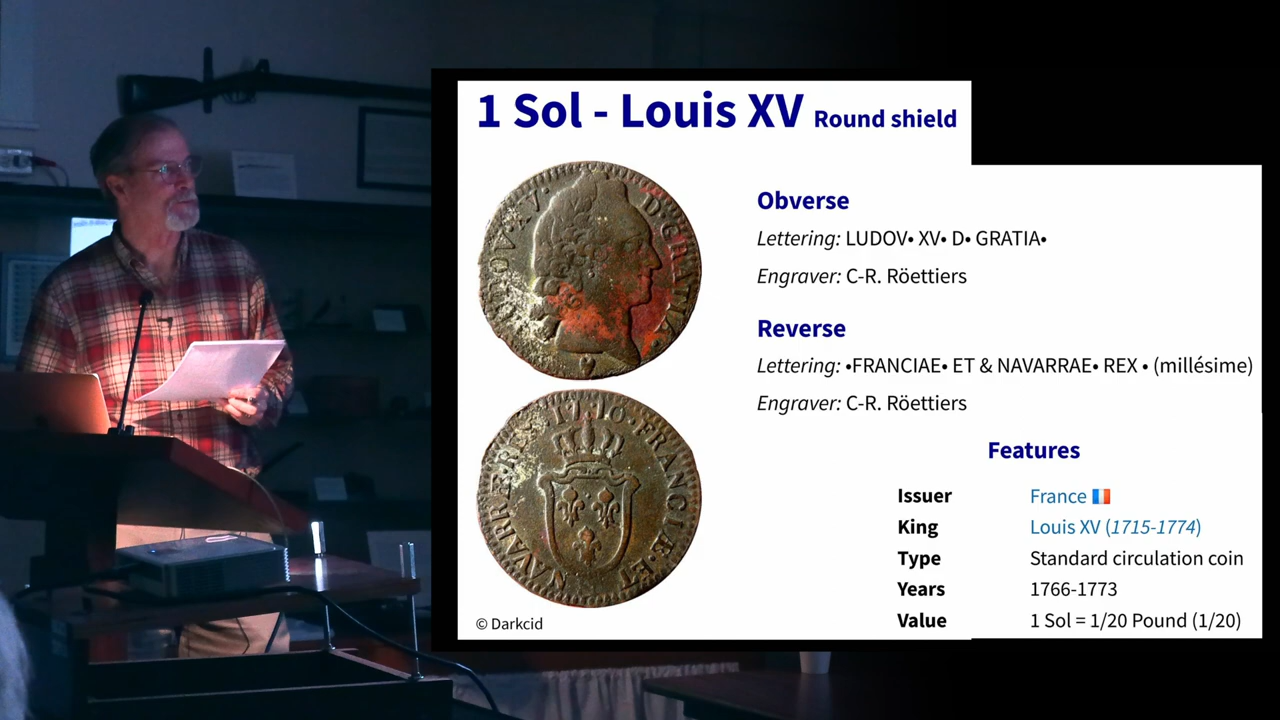 1 Sol - Louis XV Round shield
Obverse
Lettering: LUDOV• XV• D• GRATIA•
Engraver: C-R. Röettiers
Reverse
Lettering: •FRANCIAE• ET & NAVARRAE• REX • (millésime)
Engraver: C-R. Röettiers
Features
Issuer France
King Louis XV (1715-1774)
Type Standard circulation coin
Years 1766-1773
Value 1 Sol = 1/20 Pound (1/20)
© Darkcid